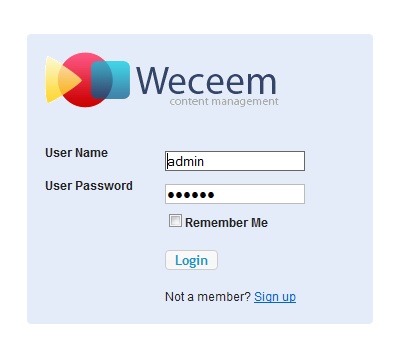 Weceem
content management
User Name
admin
User Password
••••••
Remember Me
Login
Not a member? Sign up